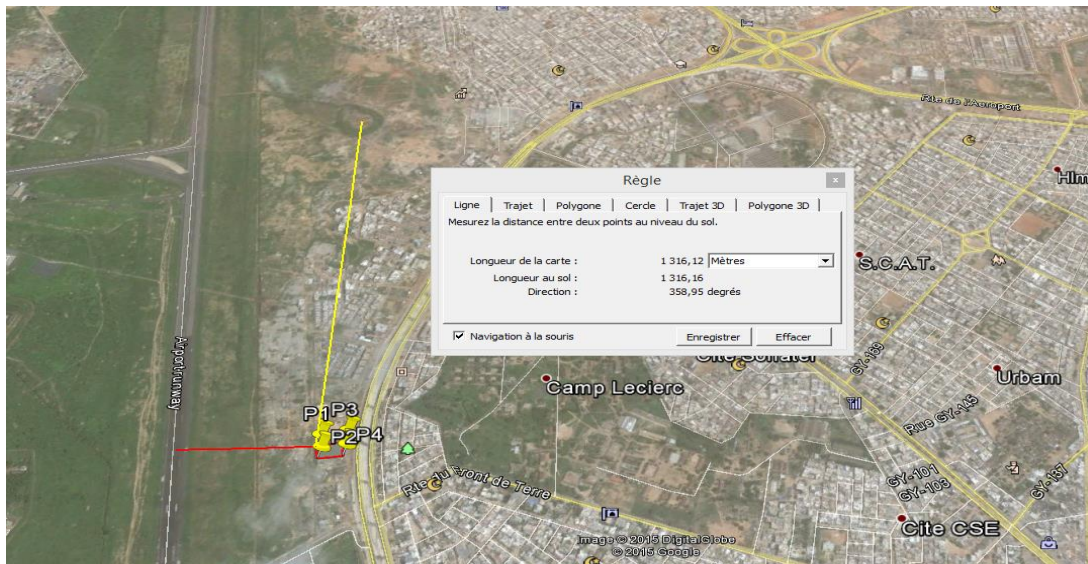 Rte de l'Aeroport
Hlm
Règle
Ligne Trajet Polygone Cercle Trajet 3D Polygone 3D
Mesurez la distance entre deux points au niveau du sol.
Longueur de la carte : 1 316,12 Mètres
Longueur au sol : 1 316,16
Direction : 358,95 degrés
Navigation à la souris Enregistrer Effacer
S.C.A.T.
GY-169
Airport runway
Camp Leclerc
Urbam
Rue GY-145
P1 P3
P2 P4
Rte du Front de Terre
GY-101
GY-103
GY-137
Cite CSE
Image © 2015 DigitalGlobe
© 2015 Google